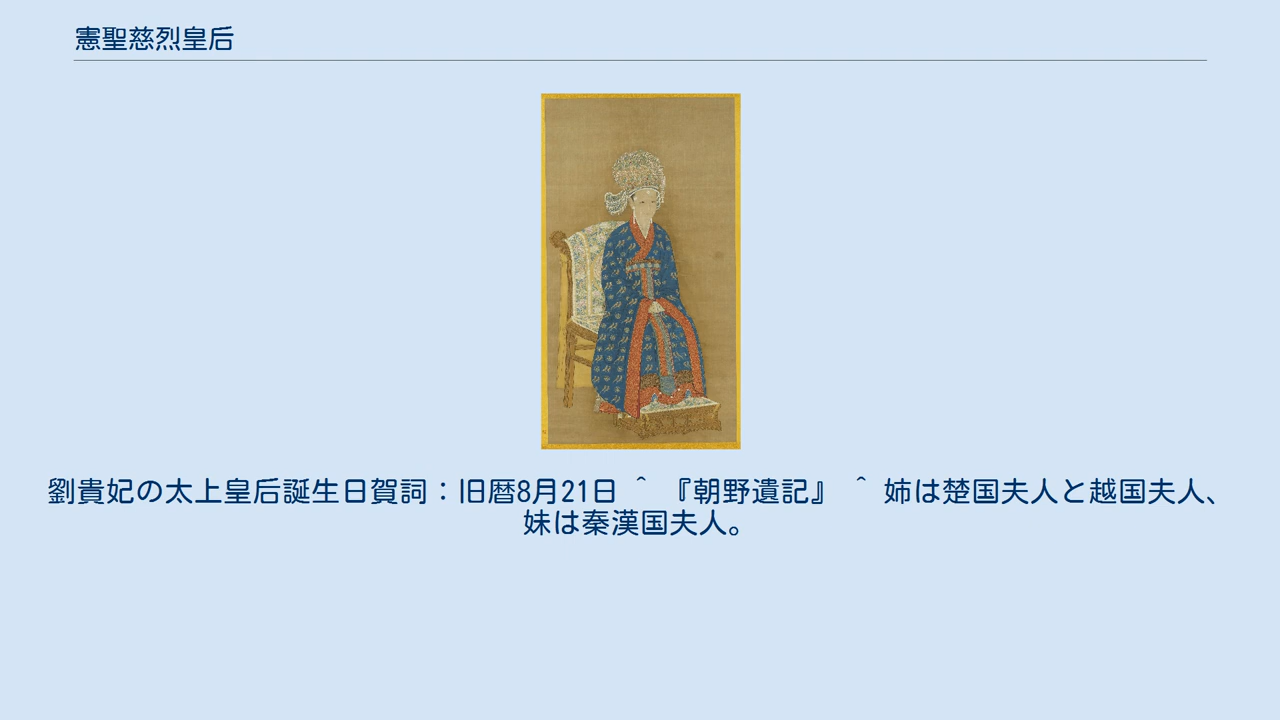 憲聖慈烈皇后
劉貴妃の太上皇后誕生日賀詞：旧暦8月21日 ^ 『朝野遺記』 ^ 姉は楚国夫人と越国夫人、
妹は秦漢国夫人。